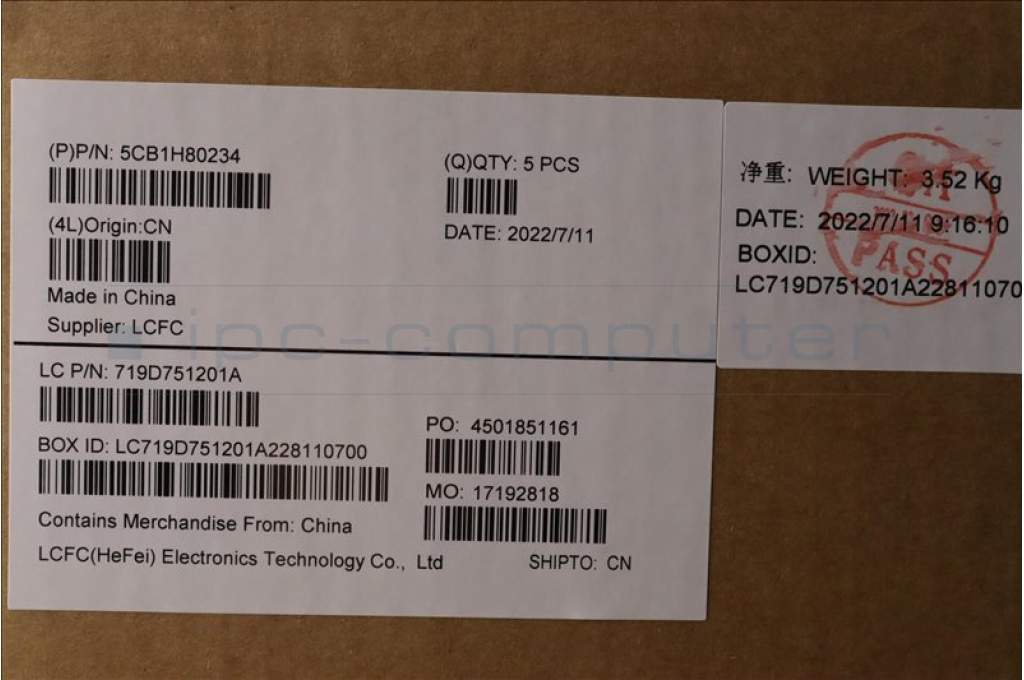 (P)P/N: 5CB1H80234
(Q)QTY: 5 PCS
(4L)Origin:CN
DATE: 2022/7/11
Made in China
Supplier: LCFC
LC P/N: 719D751201A
PO: 4501851161
BOX ID: LC719D751201A228110700
MO: 17192818
Contains Merchandise From: China
LCFC(HeFei) Electronics Technology Co., Ltd
SHIPTO: CN
净重: WEIGHT: 3.52 Kg
DATE: 2022/7/11 9:16:10
BOXID:
LC719D751201A228110700
PASS
ipc-computer